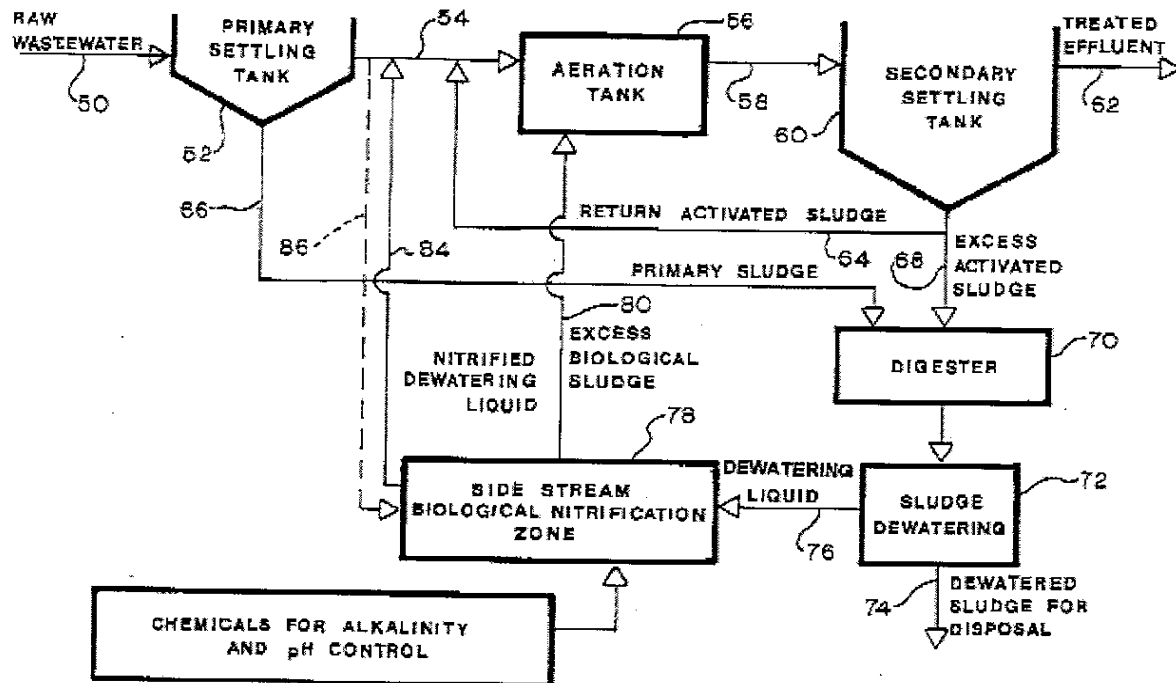 RAW
WASTEWATER
50
PRIMARY
SETTLING
TANK
52
54
56
AERATION
TANK
58
60
SECONDARY
SETTLING
TANK
TREATED
EFFLUENT
62
66
86
84
RETURN ACTIVATED SLUDGE
64
68
EXCESS
ACTIVATED
SLUDGE
PRIMARY SLUDGE
80
EXCESS
BIOLOGICAL
SLUDGE
NITRIFIED
DEWATERING
LIQUID
70
DIGESTER
78
SIDE STREAM
BIOLOGICAL NITRIFICATION
ZONE
DEWATERING
LIQUID
76
72
SLUDGE
DEWATERING
74
DEWATERED
SLUDGE FOR
DISPOSAL
CHEMICALS FOR ALKALINITY
AND pH CONTROL